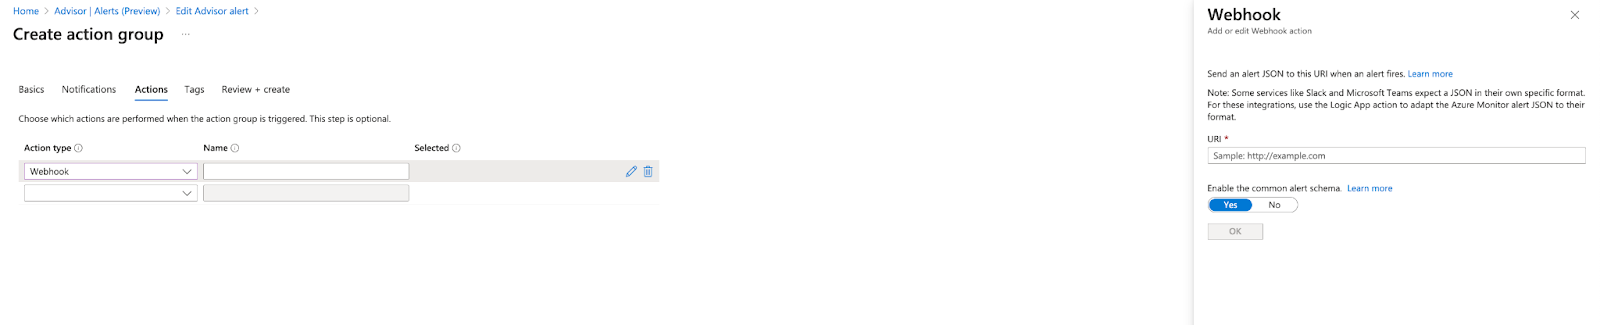 Home > Advisor | Alerts (Preview) > Edit Advisor alert >
Create action group ...
Basics Notifications Actions Tags Review + create
Choose which actions are performed when the action group is triggered. This step is optional.
Action type Name Selected
Webhook
Webhook
Add or edit Webhook action
Send an alert JSON to this URI when an alert fires. Learn more
Note: Some services like Slack and Microsoft Teams expect a JSON in their own specific format.
For these integrations, use the Logic App action to adapt the Azure Monitor alert JSON to their
format.
URI *
Sample: http://example.com
Enable the common alert schema. Learn more
Yes No
OK